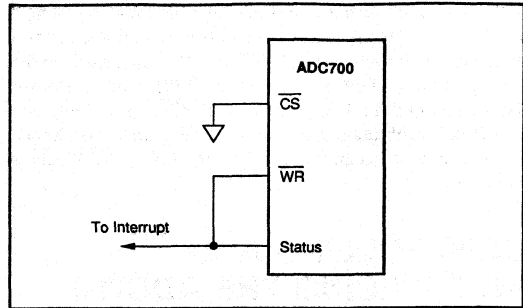 ADC700
CS
WR
To Interrupt
Status